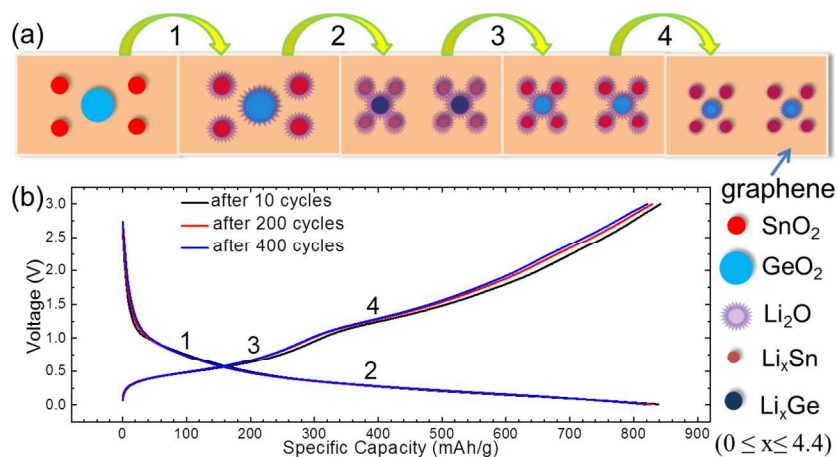 (a)
1 2 3 4
graphene
SnO₂
GeO₂
Li₂O
LiₓSn
LiₓGe
(0 ≤ x ≤ 4.4)
(b)
after 10 cycles
after 200 cycles
after 400 cycles
3.0
2.5
2.0
1.5
1.0
0.5
0.0
Voltage (V)
1
2
3
4
0 100 200 300 400 500 600 700 800 900
Specific Capacity (mAh/g)